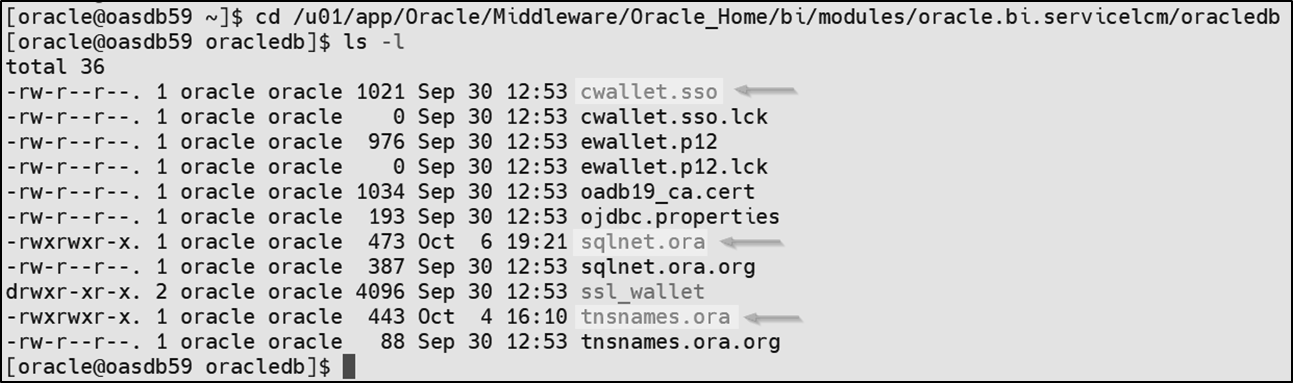 [oracle@oasdb59 ~]$ cd /u01/app/Oracle/Middleware/Oracle_Home/bi/modules/oracle.bi.servicelcm/oracledb
[oracle@oasdb59 oracledb]$ ls -l
total 36
-rw-r--r--. 1 oracle oracle 1021 Sep 30 12:53 cwallet.sso
-rw-r--r--. 1 oracle oracle    0 Sep 30 12:53 cwallet.sso.lck
-rw-r--r--. 1 oracle oracle  976 Sep 30 12:53 ewallet.p12
-rw-r--r--. 1 oracle oracle    0 Sep 30 12:53 ewallet.p12.lck
-rw-r--r--. 1 oracle oracle 1034 Sep 30 12:53 oadb19_ca.cert
-rw-r--r--. 1 oracle oracle  193 Sep 30 12:53 ojdbc.properties
-rwxrwxr-x. 1 oracle oracle  473 Oct  6 19:21 sqlnet.ora
-rw-r--r--. 1 oracle oracle  387 Sep 30 12:53 sqlnet.ora.org
drwxr-xr-x. 2 oracle oracle 4096 Sep 30 12:53 ssl_wallet
-rwxrwxr-x. 1 oracle oracle  443 Oct  4 16:10 tnsnames.ora
-rw-r--r--. 1 oracle oracle   88 Sep 30 12:53 tnsnames.ora.org
[oracle@oasdb59 oracledb]$